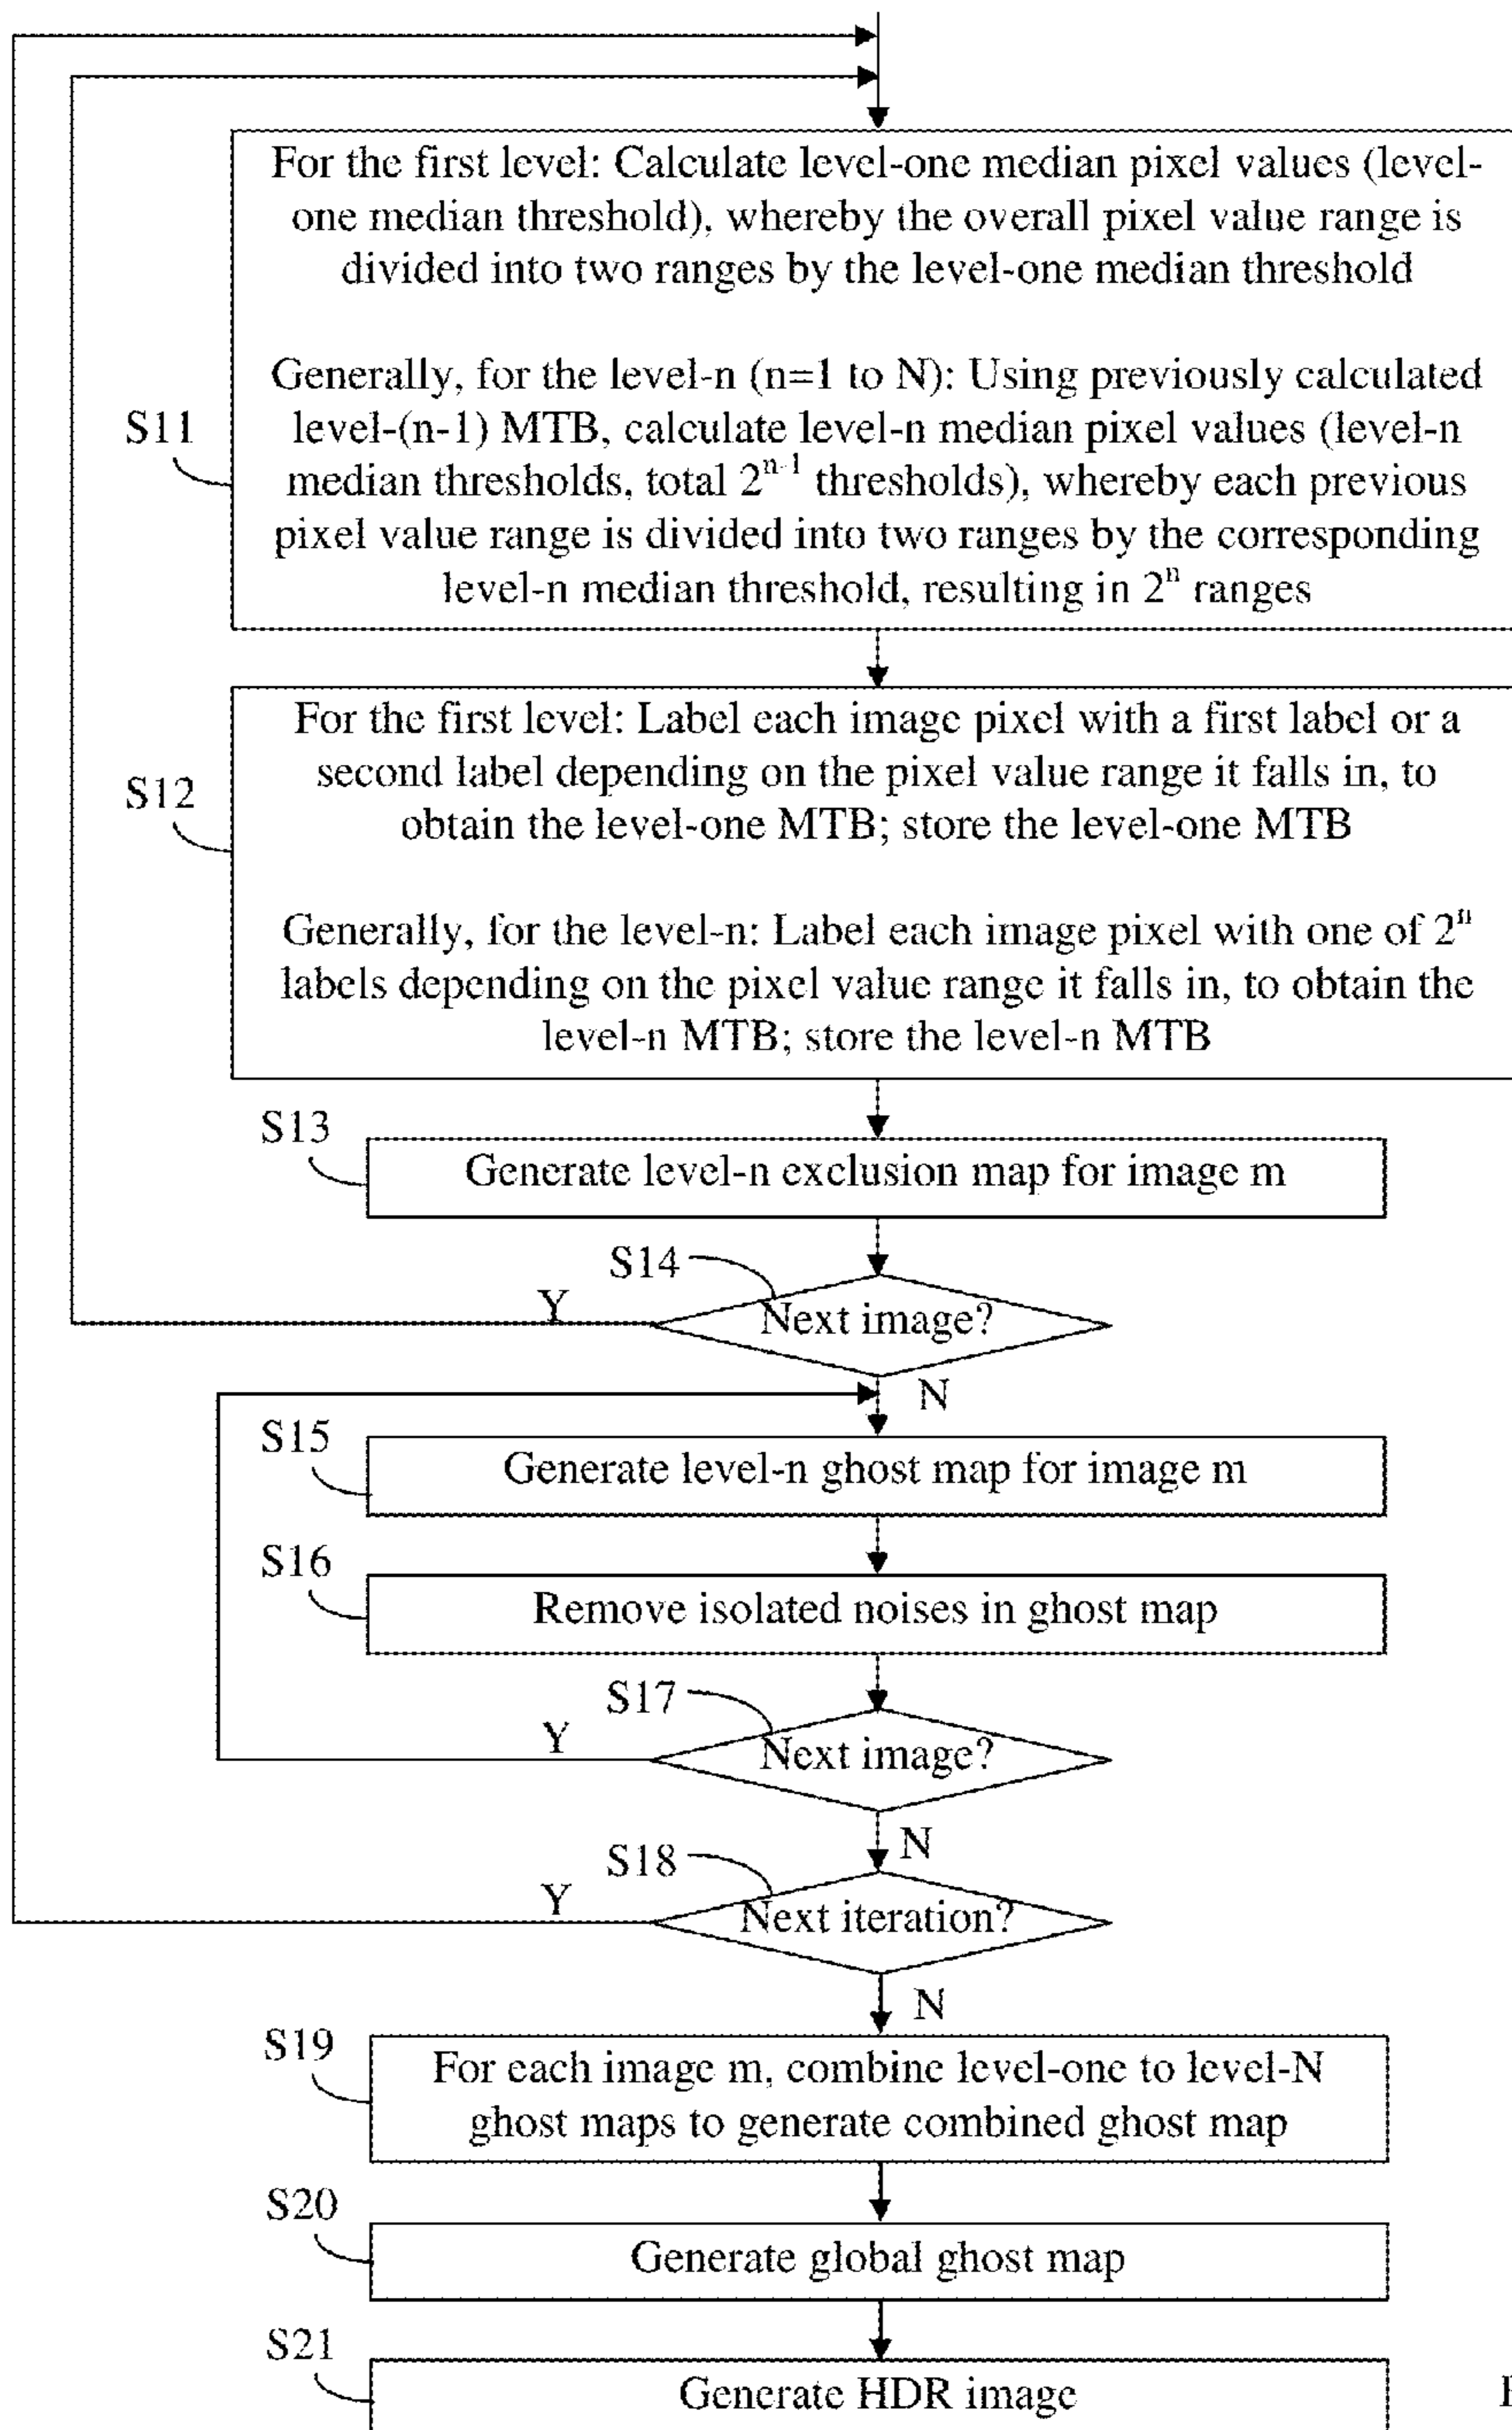 For the first level: Calculate level-one median pixel values (level-
one median threshold), whereby the overall pixel value range is
divided into two ranges by the level-one median threshold
Generally, for the level-n (n=1 to N): Using previously calculated
level-(n-1) MTB, calculate level-n median pixel values (level-n
median thresholds, total 2^n-1 thresholds), whereby each previous
pixel value range is divided into two ranges by the corresponding
level-n median threshold, resulting in 2^n ranges
S11
For the first level: Label each image pixel with a first label or a
second label depending on the pixel value range it falls in, to
obtain the level-one MTB; store the level-one MTB
Generally, for the level-n: Label each image pixel with one of 2^n
labels depending on the pixel value range it falls in, to obtain the
level-n MTB; store the level-n MTB
S12
S13
Generate level-n exclusion map for image m
S14
Next image?
Y
N
S15
Generate level-n ghost map for image m
S16
Remove isolated noises in ghost map
S17
Next image?
Y
N
S18
Next iteration?
Y
N
S19
For each image m, combine level-one to level-N
ghost maps to generate combined ghost map
S20
Generate global ghost map
S21
Generate HDR image